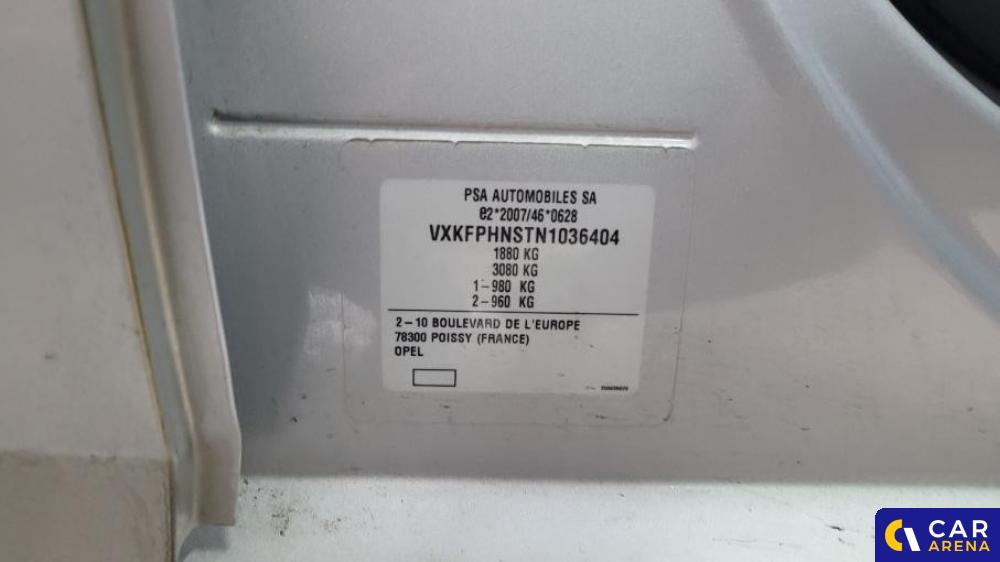 PSA AUTOMOBILES SA
e2*2007/46*0628
VXKFPHNSTN1036404
1880 KG
3080 KG
1-980 KG
2-960 KG
2-10 BOULEVARD DE L'EUROPE
78300 POISSY (FRANCE)
OPEL
CAR
ARENA